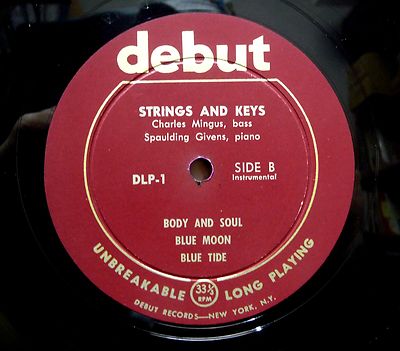 debut
STRINGS AND KEYS
Charles Mingus, bass
Spaulding Givens, piano
DLP-1
SIDE B
Instrumental
BODY AND SOUL
BLUE MOON
BLUE TIDE
UNBREAKABLE 33⅓ RPM LONG PLAYING
DEBUT RECORDS—NEW YORK, N.Y.